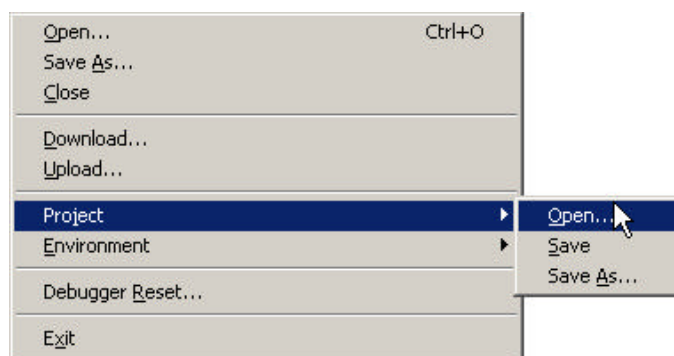 Open... Ctrl+O
Save As...
Close
Download...
Upload...
Project
Environment
Debugger Reset...
Exit
Open...
Save
Save As...